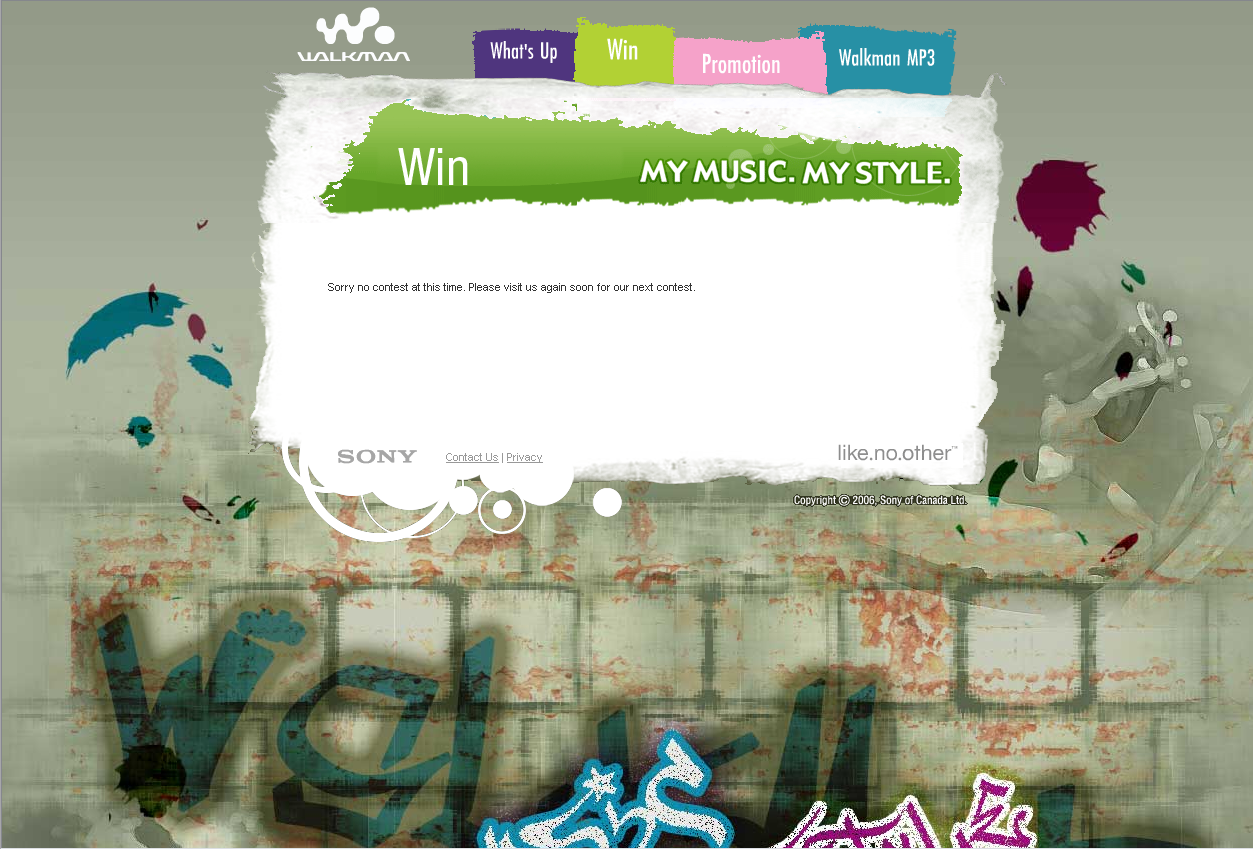 WALKMAN
What's Up
Win
Promotion
Walkman MP3
Win
MY MUSIC. MY STYLE.
Sorry no contest at this time. Please visit us again soon for our next contest.
SONY
Contact Us | Privacy
like.no.other™
Copyright © 2006, Sony of Canada Ltd.